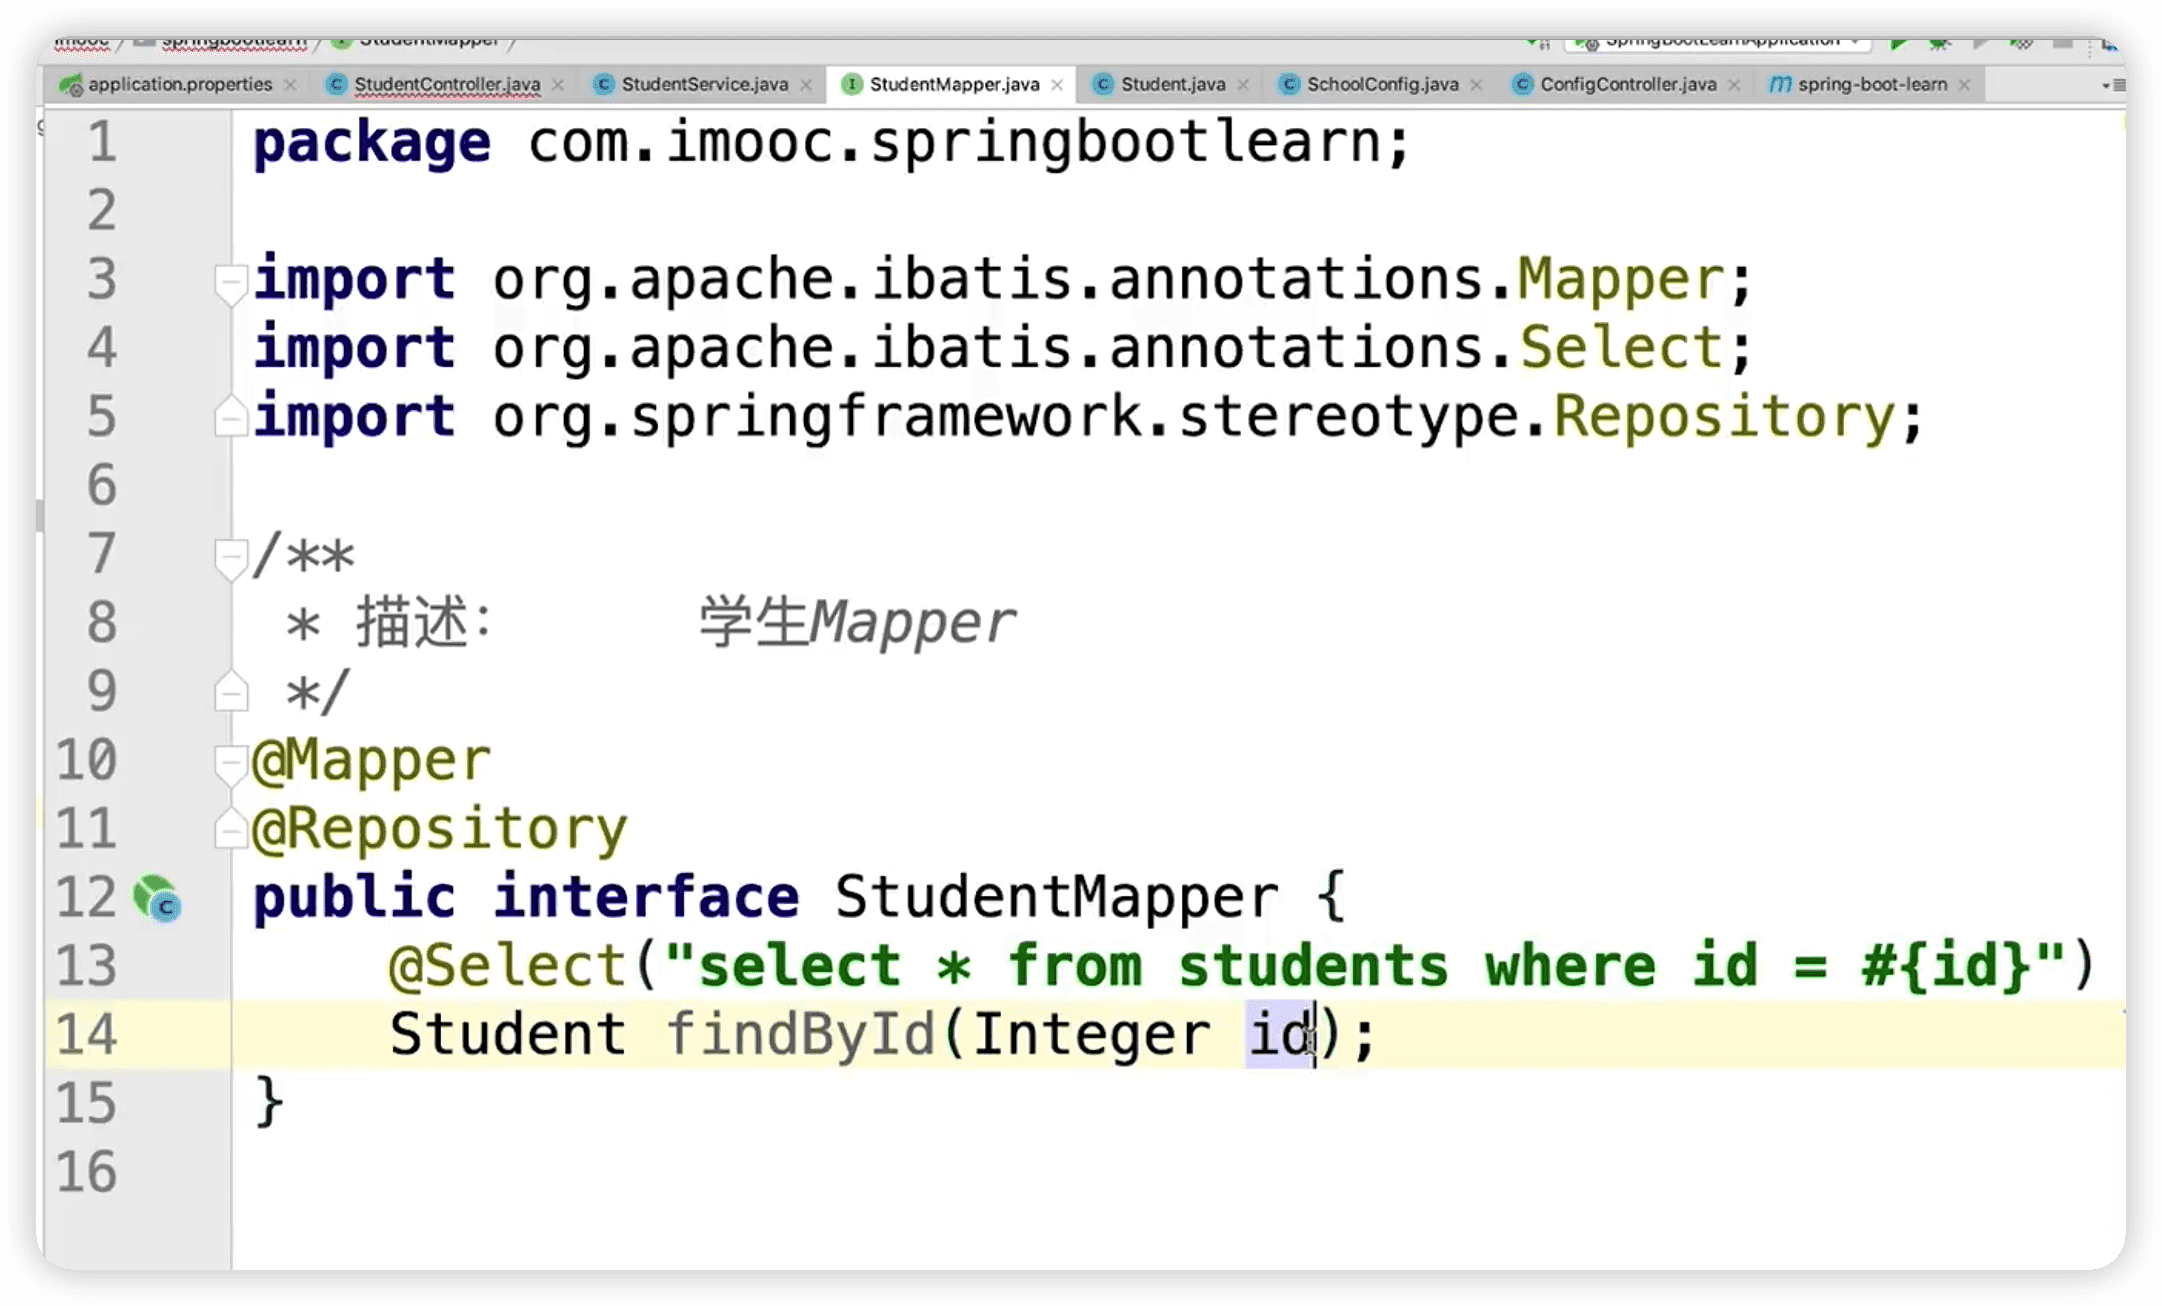 imooc / springbootlearn / StudentMapper / SpringBootLearnApplication
application.properties StudentController.java StudentService.java StudentMapper.java Student.java SchoolConfig.java ConfigController.java spring-boot-learn
1 package com.imooc.springbootlearn;
2
3 import org.apache.ibatis.annotations.Mapper;
4 import org.apache.ibatis.annotations.Select;
5 import org.springframework.stereotype.Repository;
6
7 /**
8 * 描述: 学生Mapper
9 */
10 @Mapper
11 @Repository
12 public interface StudentMapper {
13 @Select("select * from students where id = #{id}")
14 Student findById(Integer id);
15 }
16